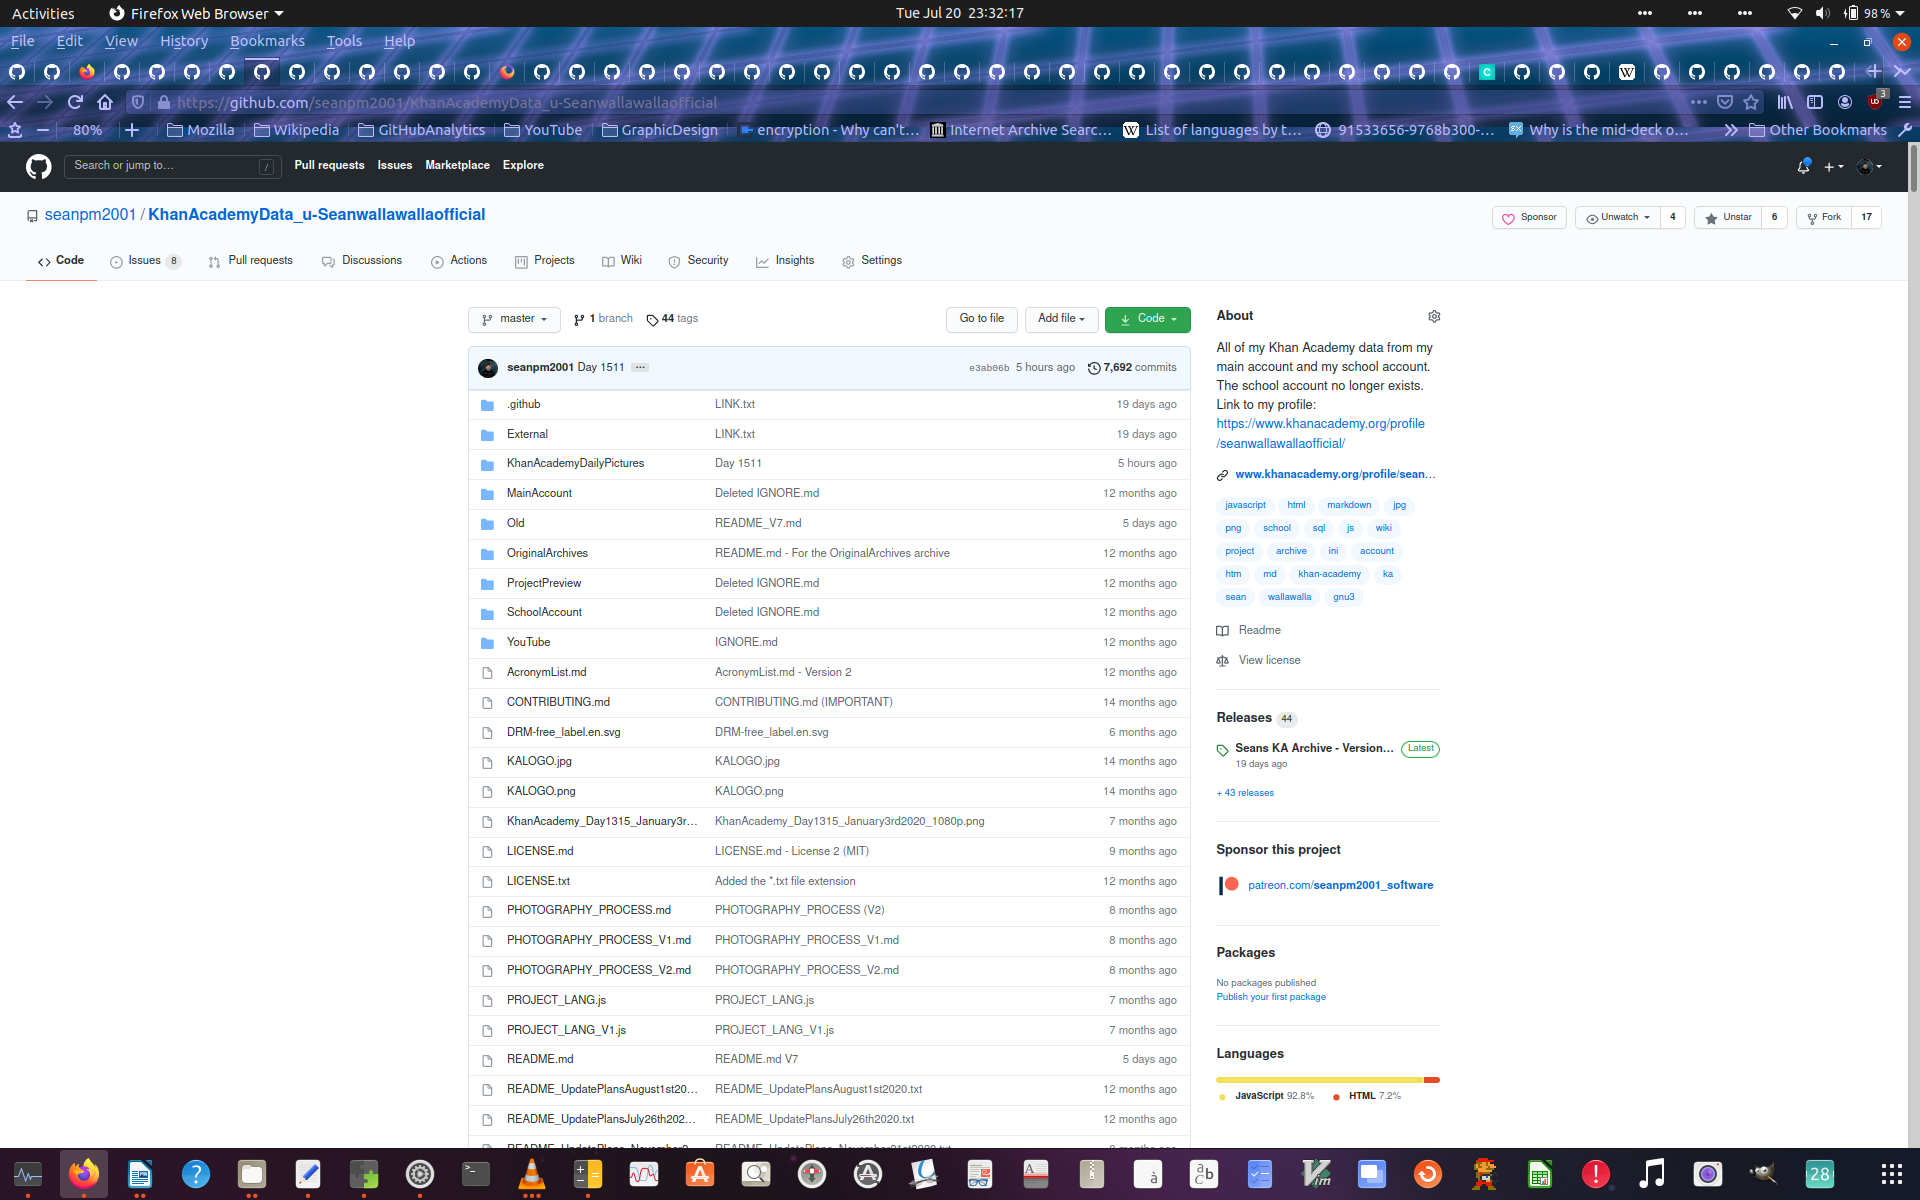 Activities Firefox Web Browser Tue Jul 20 23:32:17 98 %
File Edit View History Bookmarks Tools Help
https://github.com/seanpm2001/KhanAcademyData_u-Seanwallawallaofficial 3
80% Mozilla Wikipedia GitHubAnalytics YouTube GraphicDesign encryption - Why can't… Internet Archive Searc… List of languages by t… 91533656-9768b300-… Why is the mid-deck o… Other Bookmarks
Search or jump to… / Pull requests Issues Marketplace Explore
seanpm2001 / KhanAcademyData_u-Seanwallawallaofficial Sponsor Unwatch 4 Unstar 6 Fork 17
Code Issues 8 Pull requests Discussions Actions Projects Wiki Security Insights Settings
master 1 branch 44 tags Go to file Add file Code
seanpm2001 Day 1511 ... e3ab06b 5 hours ago 7,692 commits
.github LINK.txt 19 days ago
External LINK.txt 19 days ago
KhanAcademyDailyPictures Day 1511 5 hours ago
MainAccount Deleted IGNORE.md 12 months ago
Old README_V7.md 5 days ago
OriginalArchives README.md - For the OriginalArchives archive 12 months ago
ProjectPreview Deleted IGNORE.md 12 months ago
SchoolAccount Deleted IGNORE.md 12 months ago
YouTube IGNORE.md 12 months ago
AcronymList.md AcronymList.md - Version 2 12 months ago
CONTRIBUTING.md CONTRIBUTING.md (IMPORTANT) 14 months ago
DRM-free_label.en.svg DRM-free_label.en.svg 6 months ago
KALOGO.jpg KALOGO.jpg 14 months ago
KALOGO.png KALOGO.png 14 months ago
KhanAcademy_Day1315_January3r… KhanAcademy_Day1315_January3rd2020_1080p.png 7 months ago
LICENSE.md LICENSE.md - License 2 (MIT) 9 months ago
LICENSE.txt Added the *.txt file extension 12 months ago
PHOTOGRAPHY_PROCESS.md PHOTOGRAPHY_PROCESS (V2) 8 months ago
PHOTOGRAPHY_PROCESS_V1.md PHOTOGRAPHY_PROCESS_V1.md 8 months ago
PHOTOGRAPHY_PROCESS_V2.md PHOTOGRAPHY_PROCESS_V2.md 8 months ago
PROJECT_LANG.js PROJECT_LANG.js 7 months ago
PROJECT_LANG_V1.js PROJECT_LANG_V1.js 7 months ago
README.md README.md V7 5 days ago
README_UpdatePlansAugust1st20… README_UpdatePlansAugust1st2020.txt 12 months ago
README_UpdatePlansJuly26th202… README_UpdatePlansJuly26th2020.txt 12 months ago
About
All of my Khan Academy data from my
main account and my school account.
The school account no longer exists.
Link to my profile:
https://www.khanacademy.org/profile
/seanwallawallaofficial/
www.khanacademy.org/profile/sean…
javascript html markdown jpg
png school sql js wiki
project archive ini account
htm md khan-academy ka
sean wallawalla gnu3
Readme
View license
Releases 44
Seans KA Archive - Version… Latest
19 days ago
+ 43 releases
Sponsor this project
patreon.com/seanpm2001_software
Packages
No packages published
Publish your first package
Languages
JavaScript 92.8% HTML 7.2%
28